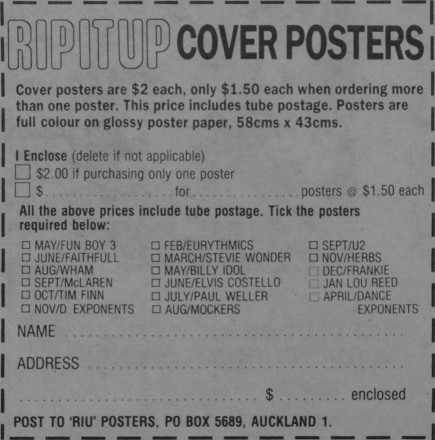 RIPITUP COVER POSTERS
Cover posters are $2 each, only $1.50 each when ordering more
than one poster. This price includes tube postage. Posters are
full colour on glossy poster paper, 58cms x 43cms.
I Enclose (delete if not applicable)
☐ $2.00 if purchasing only one poster
☐ $ . . . . . . . . . . . . . . . . . . . . . for . . . . . . . . . . . . . . . . . posters @ $1.50 each
All the above prices include tube postage. Tick the posters
required below:
☐ MAY/FUN BOY 3
☐ JUNE/FAITHFULL
☐ AUG/WHAM
☐ SEPT/McLAREN
☐ OCT/TIM FINN
☐ NOV/D. EXPONENTS
☐ FEB/EURYTHMICS
☐ MARCH/STEVIE WONDER
☐ MAY/BILLY IDOL
☐ JUNE/ELVIS COSTELLO
☐ JULY/PAUL WELLER
☐ AUG/MOCKERS
☐ SEPT/U2
☐ NOV/HERBS
☐ DEC/FRANKIE
☐ JAN LOU REED
☐ APRIL/DANCE
EXPONENTS
NAME . . . . . . . . . . . . . . . . . . . . . . . . . . . . . . . . . . . . . . . .
ADDRESS . . . . . . . . . . . . . . . . . . . . . . . . . . . . . . . . . . . . .
. . . . . . . . . . . . . . . . . . . . . . . . . . . . . $ . . . . . . . . . enclosed
POST TO 'RIU' POSTERS, PO BOX 5689, AUCKLAND 1.